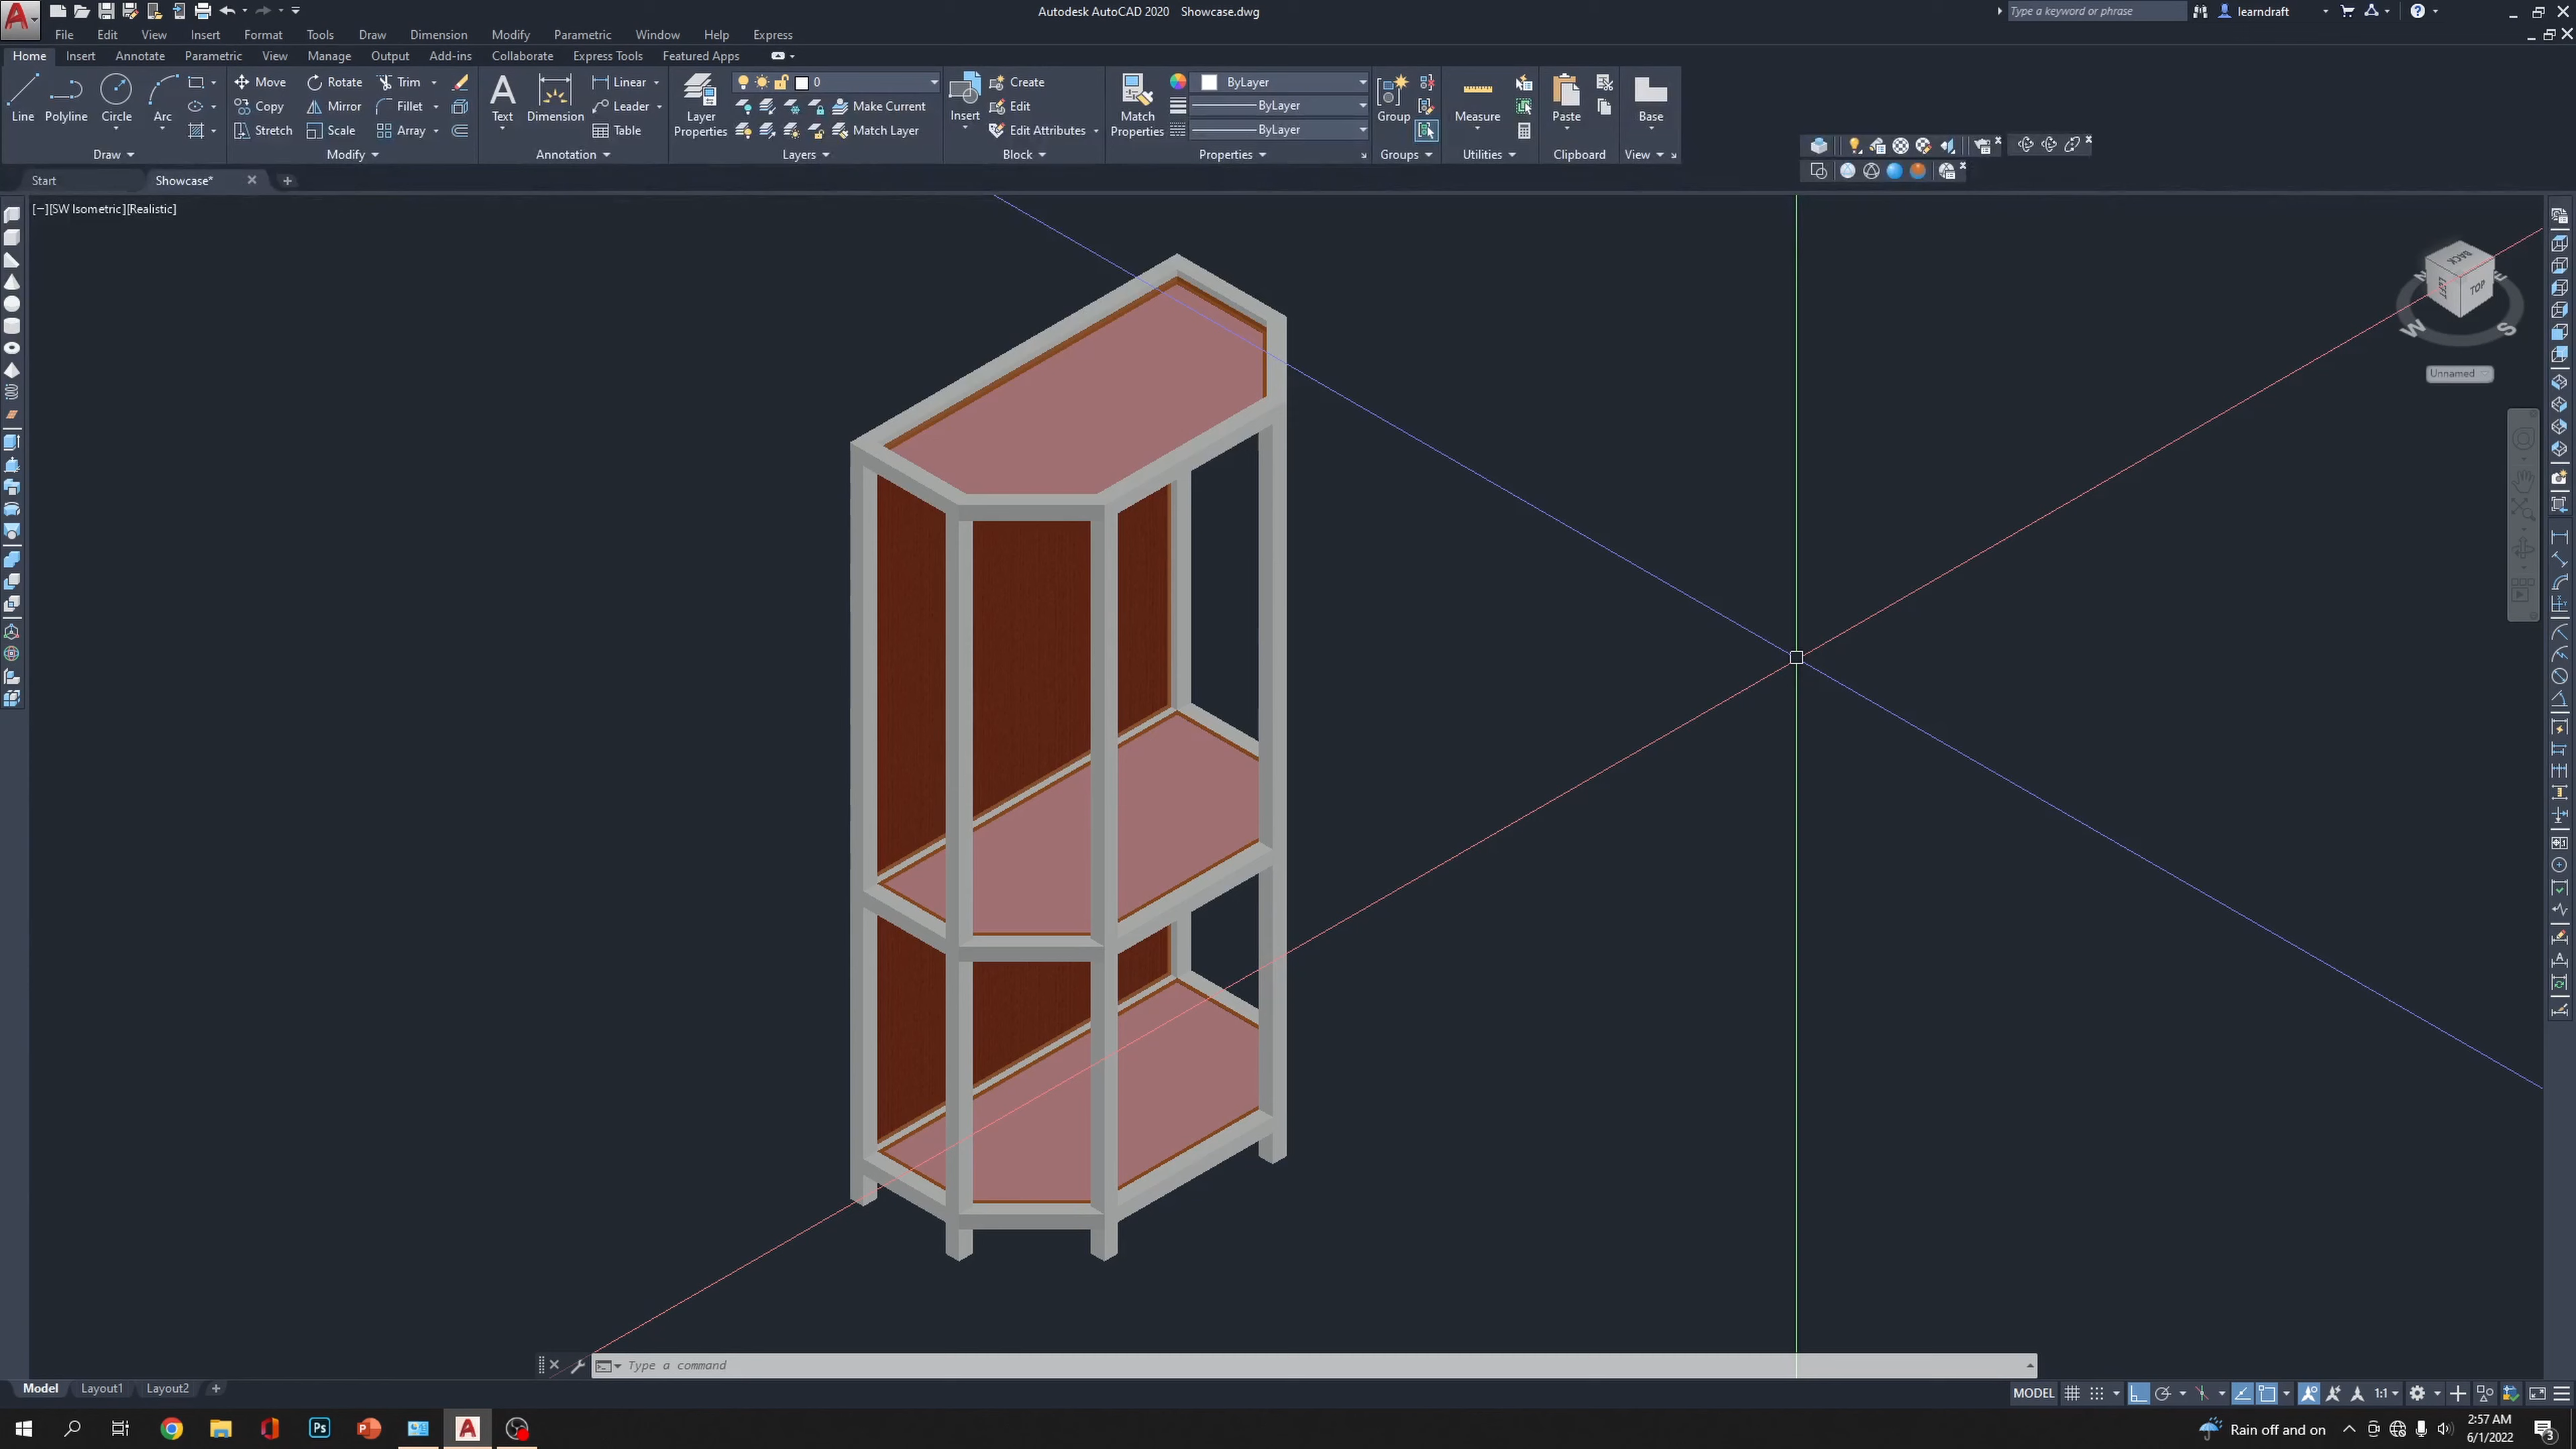 Autodesk AutoCAD 2020 Showcase.dwg
Type a keyword or phrase
learndraft
File Edit View Insert Format Tools Draw Dimension Modify Parametric Window Help Express
Home Insert Annotate Parametric View Manage Output Add-ins Collaborate Express Tools Featured Apps
Line Polyline Circle Arc
Move Rotate Trim
Copy Mirror Fillet
Stretch Scale Array
Text Dimension
Linear
Leader
Table
Layer Properties
0
Make Current
Match Layer
Insert
Create
Edit
Edit Attributes
Match Properties
ByLayer
ByLayer
ByLayer
Group
Measure
Paste
Base
Draw Modify Annotation Layers Block Properties Groups Utilities Clipboard View
Start Showcase*
[−][SW Isometric][Realistic]
BACK
LEFT
TOP
N
E
W
S
Unnamed
Type a command
Model Layout1 Layout2
MODEL
1:1
Ps
P
A
Rain off and on
2:57 AM
6/1/2022
3